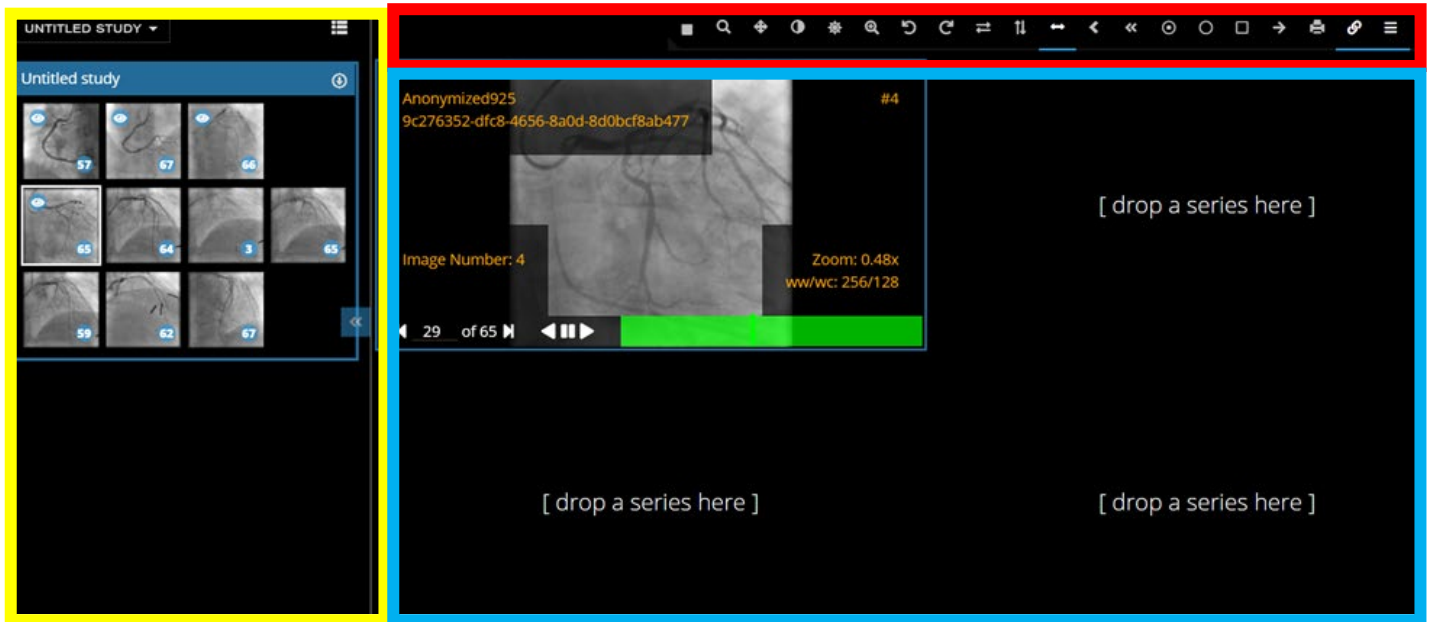 UNTITLED STUDY
Untitled study
57
67
66
65
64
3
65
59
62
67
Anonymized925
#4
9c276352-dfc8-4656-8a0d-8d0bcf8ab477
Image Number: 4
Zoom: 0.48x
ww/wc: 256/128
29 of 65
[ drop a series here ]
[ drop a series here ]
[ drop a series here ]